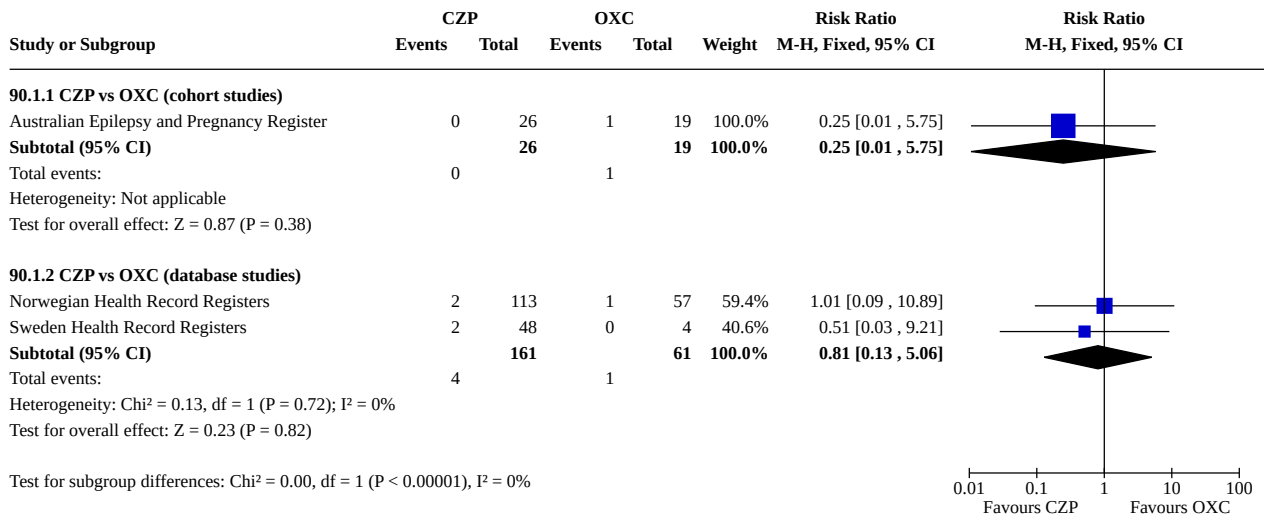 CZP OXC Risk Ratio Risk Ratio
Study or Subgroup Events Total Events Total Weight M-H, Fixed, 95% CI M-H, Fixed, 95% CI
90.1.1 CZP vs OXC (cohort studies)
Australian Epilepsy and Pregnancy Register 0 26 1 19 100.0% 0.25 [0.01 , 5.75]
Subtotal (95% CI) 26 19 100.0% 0.25 [0.01 , 5.75]
Total events: 0 1
Heterogeneity: Not applicable
Test for overall effect: Z = 0.87 (P = 0.38)
90.1.2 CZP vs OXC (database studies)
Norwegian Health Record Registers 2 113 1 57 59.4% 1.01 [0.09 , 10.89]
Sweden Health Record Registers 2 48 0 4 40.6% 0.51 [0.03 , 9.21]
Subtotal (95% CI) 161 61 100.0% 0.81 [0.13 , 5.06]
Total events: 4 1
Heterogeneity: Chi² = 0.13, df = 1 (P = 0.72); I² = 0%
Test for overall effect: Z = 0.23 (P = 0.82)
Test for subgroup differences: Chi² = 0.00, df = 1 (P < 0.00001), I² = 0%
0.01 0.1 1 10 100
Favours CZP Favours OXC